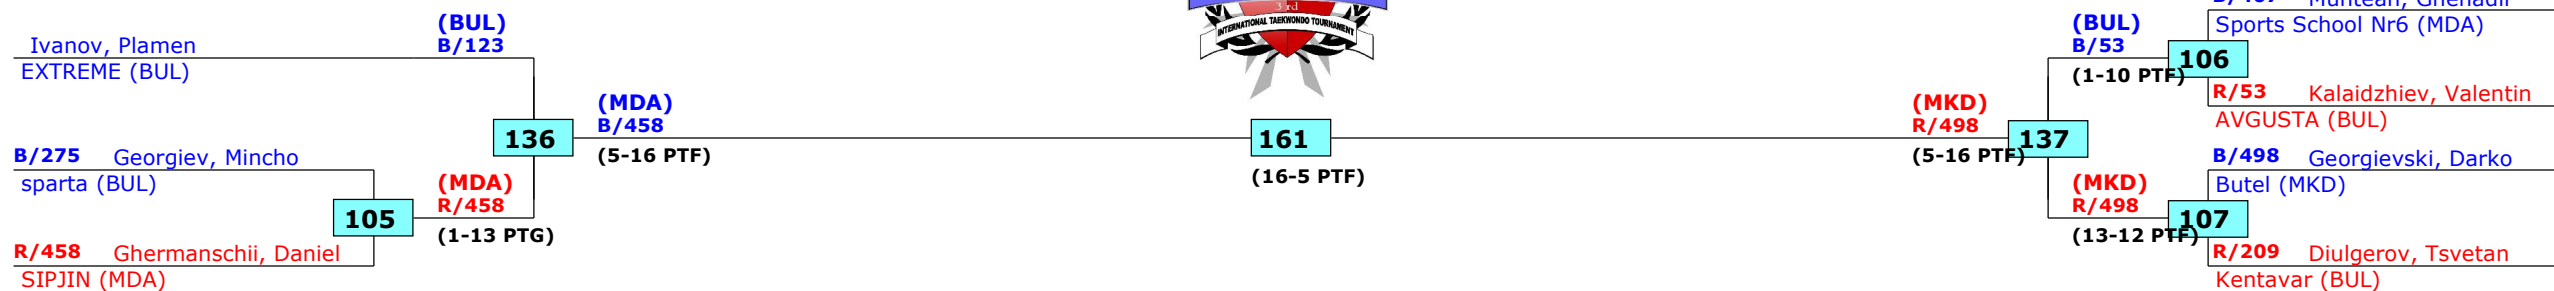 3 rd
INTERNATIONAL TAEKWONDO TOURNAMENT
(BUL)
B/123
Ivanov, Plamen
EXTREME (BUL)
136
(MDA)
B/458
(5-16 PTF)
B/275 Georgiev, Mincho
sparta (BUL)
105
(MDA)
R/458
(1-13 PTG)
R/458 Ghermanschii, Daniel
SIPJIN (MDA)
161
(16-5 PTF)
(MKD)
R/498
(5-16 PTF)
137
(BUL)
B/53
(1-10 PTF)
106
Sports School Nr6 (MDA)
R/53 Kalaidzhiev, Valentin
AVGUSTA (BUL)
(MKD)
R/498
(13-12 PTF)
107
B/498 Georgievski, Darko
Butel (MKD)
R/209 Diulgerov, Tsvetan
Kentavar (BUL)